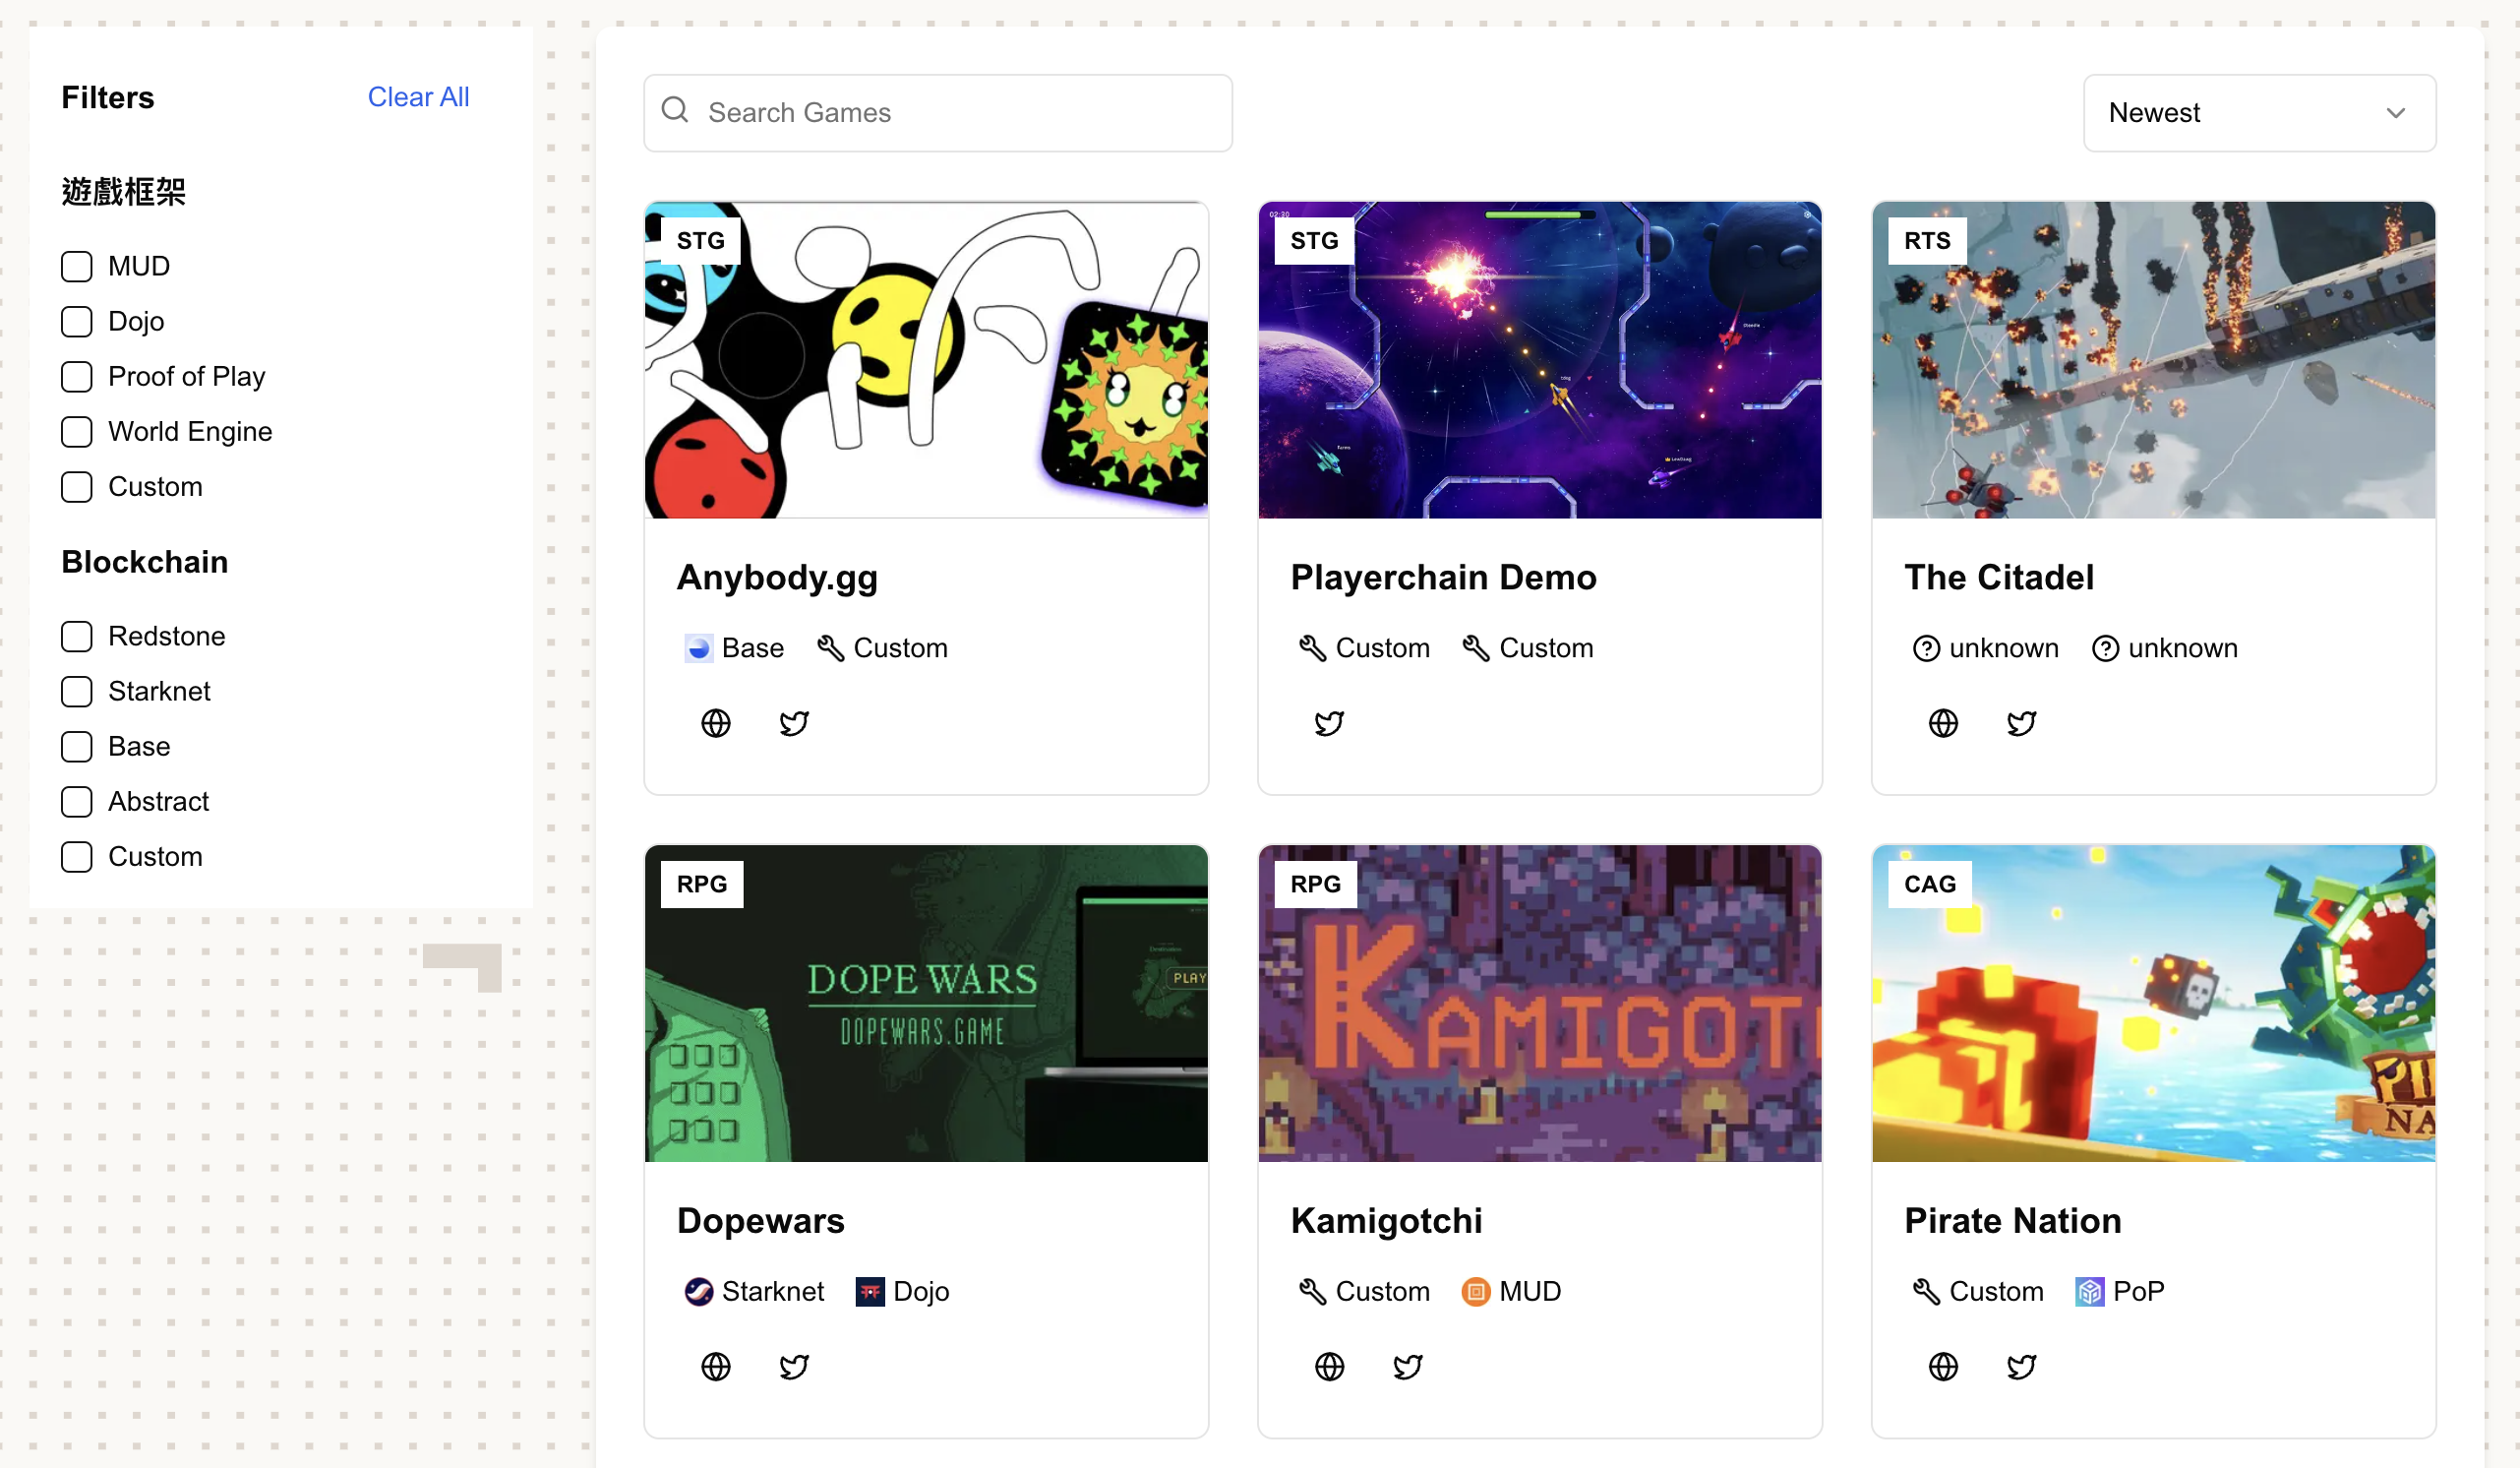 Filters
Clear All
遊戲框架
MUD
Dojo
Proof of Play
World Engine
Custom
Blockchain
Redstone
Starknet
Base
Abstract
Custom
Search Games
Newest
STG
Anybody.gg
Base Custom
02:30
STG
Playerchain Demo
Custom Custom
RTS
The Citadel
unknown unknown
RPG
DOPE WARS
DOPEWARS.GAME
PLAY
Dopewars
Starknet Dojo
RPG
KAMIGOT
Kamigotchi
Custom MUD
CAG
PI
NA
Pirate Nation
Custom PoP